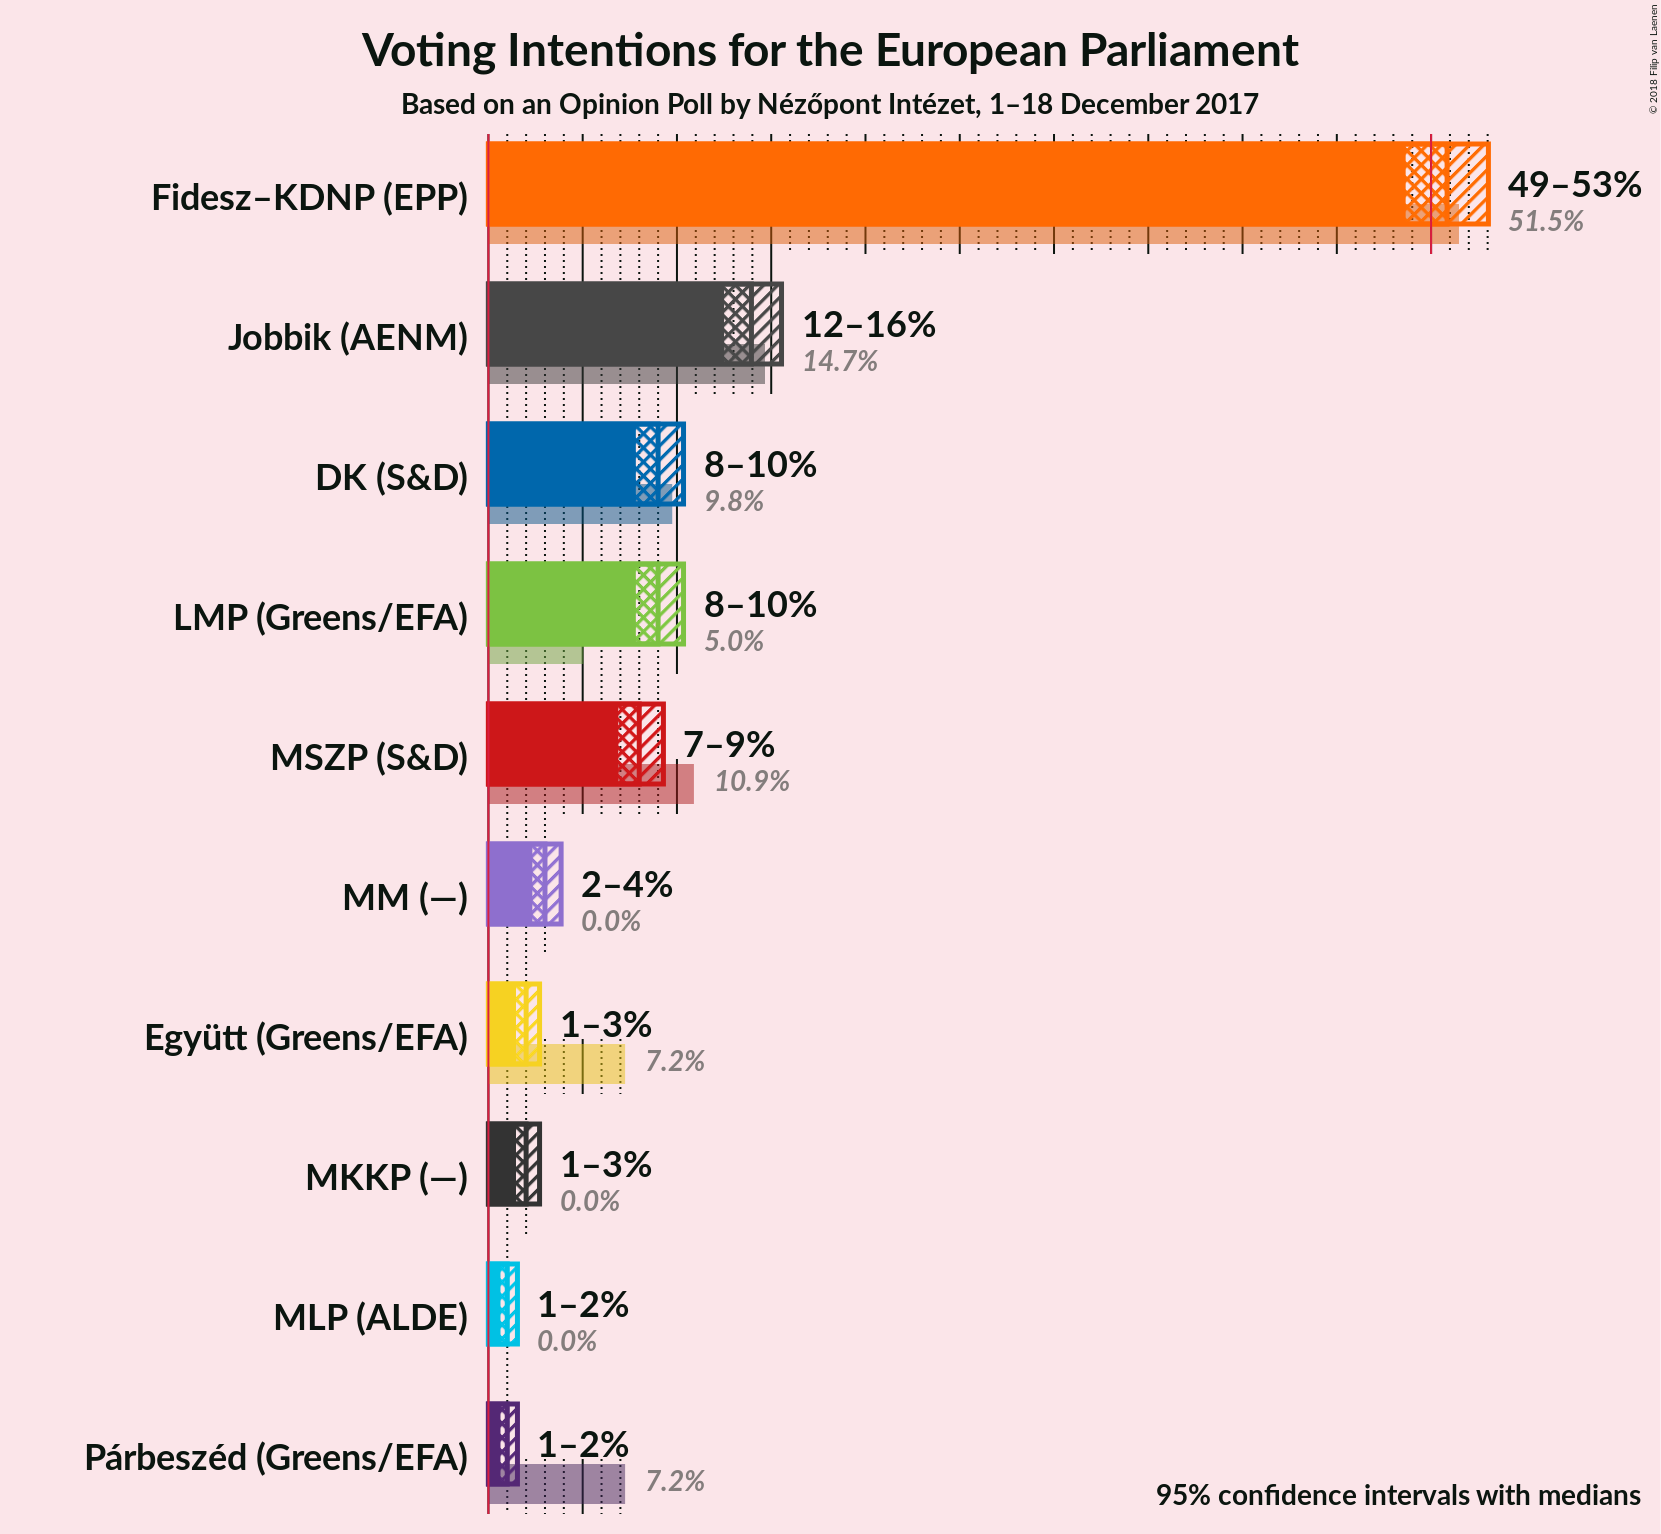 Voting Intentions for the European Parliament
Based on an Opinion Poll by Nézőpont Intézet, 1–18 December 2017
© 2018 Filip van Laenen
Fidesz–KDNP (EPP)
49–53%
51.5%
Jobbik (AENM)
12–16%
14.7%
DK (S&D)
8–10%
9.8%
LMP (Greens/EFA)
8–10%
5.0%
MSZP (S&D)
7–9%
10.9%
MM (—)
2–4%
0.0%
Együtt (Greens/EFA)
1–3%
7.2%
MKKP (—)
1–3%
0.0%
MLP (ALDE)
1–2%
0.0%
Párbeszéd (Greens/EFA)
1–2%
7.2%
95% confidence intervals with medians